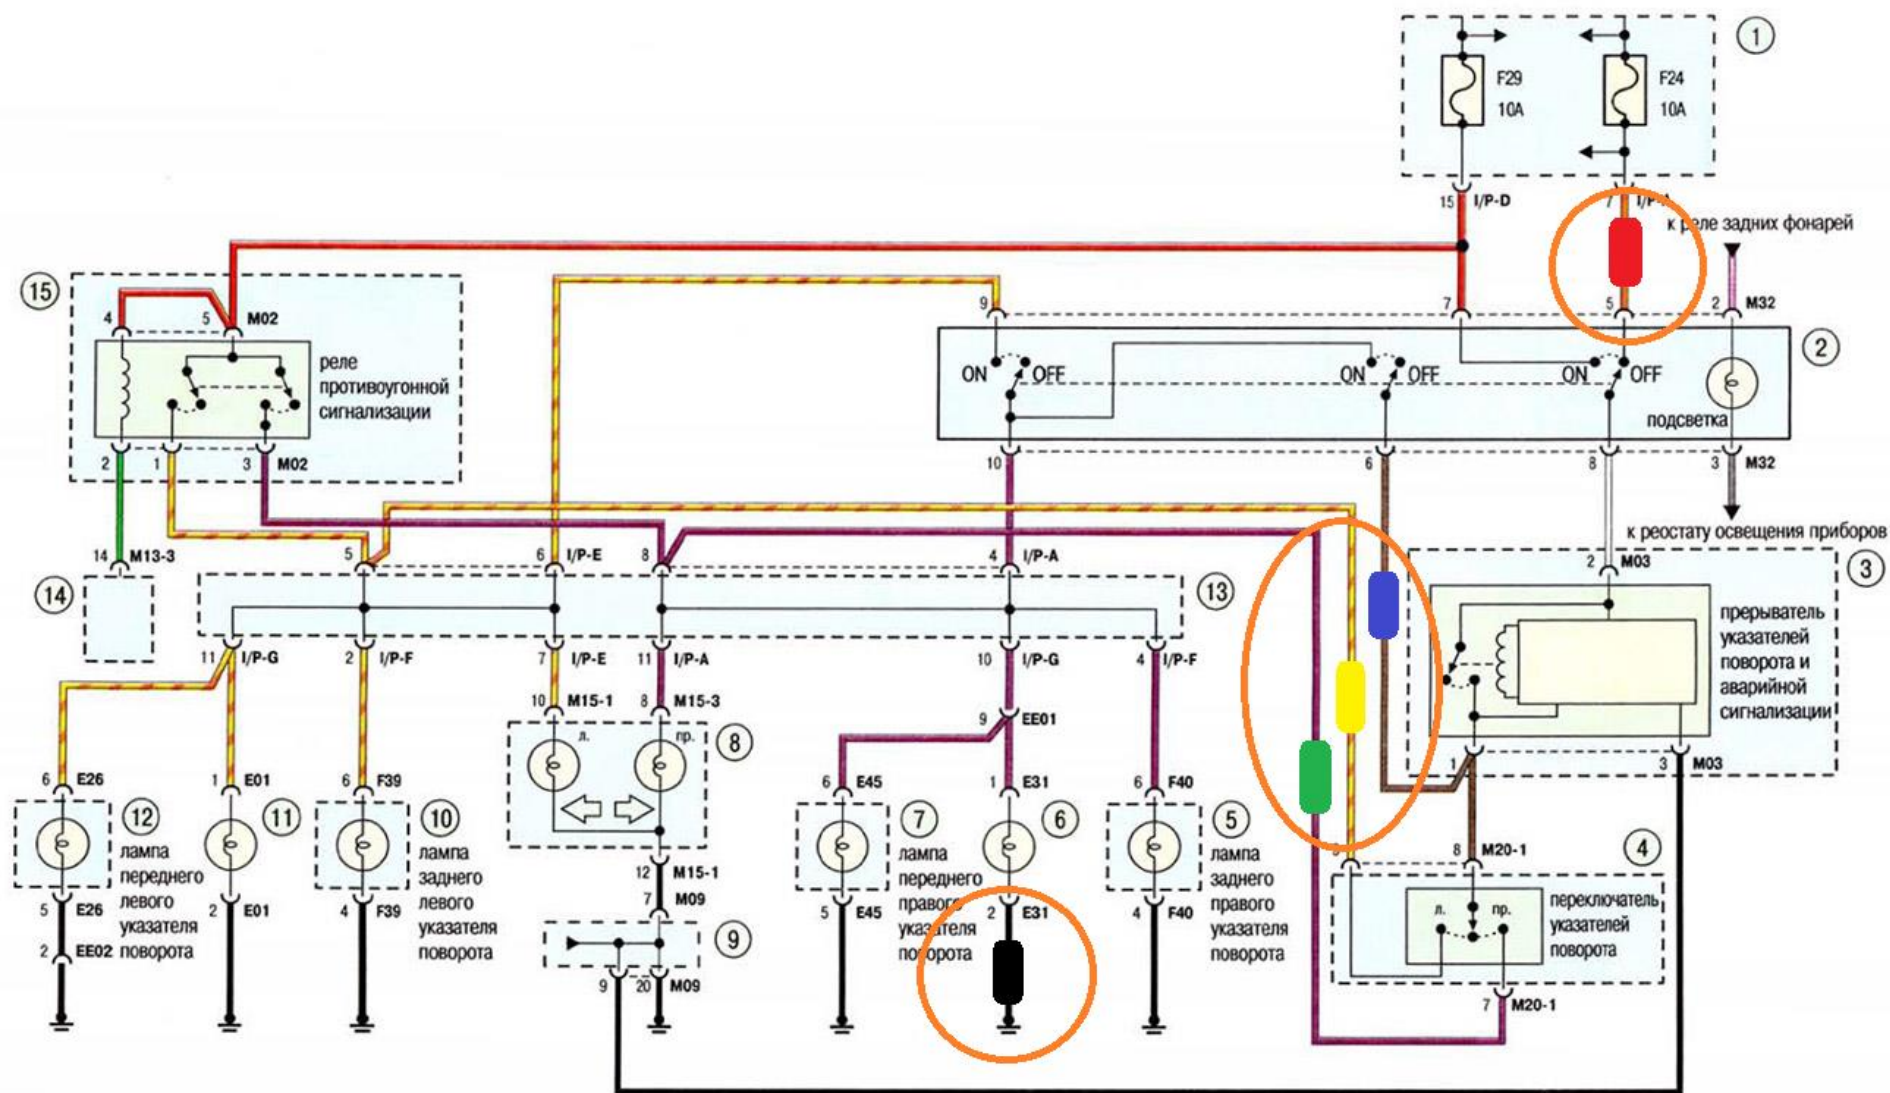 1
F29
10А
F24
10А
15
I/P-D
7
к реле задних фонарей
15
4
5
M02
9
7
5
2
M32
2
реле
противоугонной
сигнализации
ON
OFF
ON
OFF
ON
OFF
подсветка
2
1
3
M02
10
6
8
3
M32
к реостату освещения приборов
14
M13-3
5
6
I/P-E
8
4
I/P-A
2
M03
3
14
13
прерыватель
указателей
поворота и
аварийной
сигнализации
11
I/P-G
2
I/P-F
7
I/P-E
11
I/P-A
10
I/P-G
4
I/P-F
10
M15-1
8
M15-3
9
EE01
л.
пр.
8
1
3
M03
6
E26
1
E01
6
F39
6
E45
1
E31
6
F40
12
лампа
переднего
левого
указателя
поворота
11
10
лампа
заднего
левого
указателя
поворота
7
лампа
переднего
правого
указателя
поворота
6
5
лампа
заднего
правого
указателя
поворота
8
M20-1
4
12
M15-1
7
M09
5
E26
2
E01
4
F39
5
E45
2
E31
4
F40
л.
пр.
переключатель
указателей
поворота
2
EE02
9
9
20
M09
7
M20-1